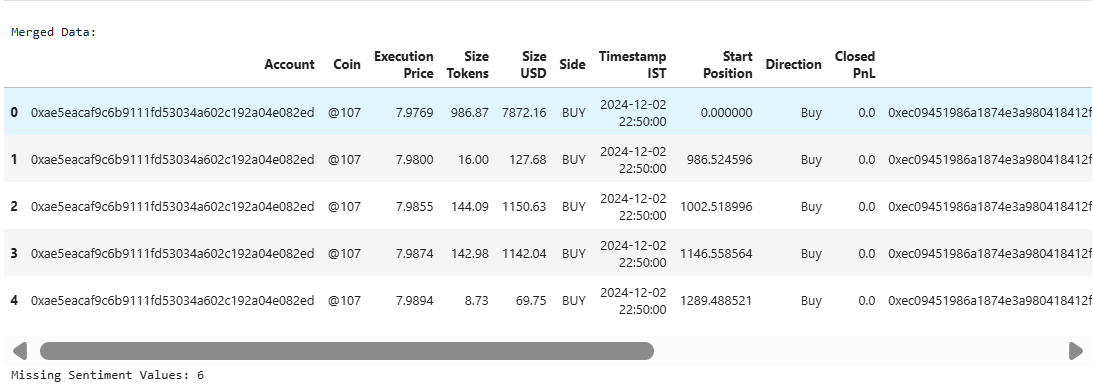 Merged Data:
Account Coin Execution Price Size Tokens Size USD Side Timestamp IST Start Position Direction Closed PnL
0 0xae5eacaf9c6b9111fd53034a602c192a04e082ed @107 7.9769 986.87 7872.16 BUY 2024-12-02 22:50:00 0.000000 Buy 0.0 0xec09451986a1874e3a980418412f
1 0xae5eacaf9c6b9111fd53034a602c192a04e082ed @107 7.9800 16.00 127.68 BUY 2024-12-02 22:50:00 986.524596 Buy 0.0 0xec09451986a1874e3a980418412f
2 0xae5eacaf9c6b9111fd53034a602c192a04e082ed @107 7.9855 144.09 1150.63 BUY 2024-12-02 22:50:00 1002.518996 Buy 0.0 0xec09451986a1874e3a980418412f
3 0xae5eacaf9c6b9111fd53034a602c192a04e082ed @107 7.9874 142.98 1142.04 BUY 2024-12-02 22:50:00 1146.558564 Buy 0.0 0xec09451986a1874e3a980418412f
4 0xae5eacaf9c6b9111fd53034a602c192a04e082ed @107 7.9894 8.73 69.75 BUY 2024-12-02 22:50:00 1289.488521 Buy 0.0 0xec09451986a1874e3a980418412f
Missing Sentiment Values: 6